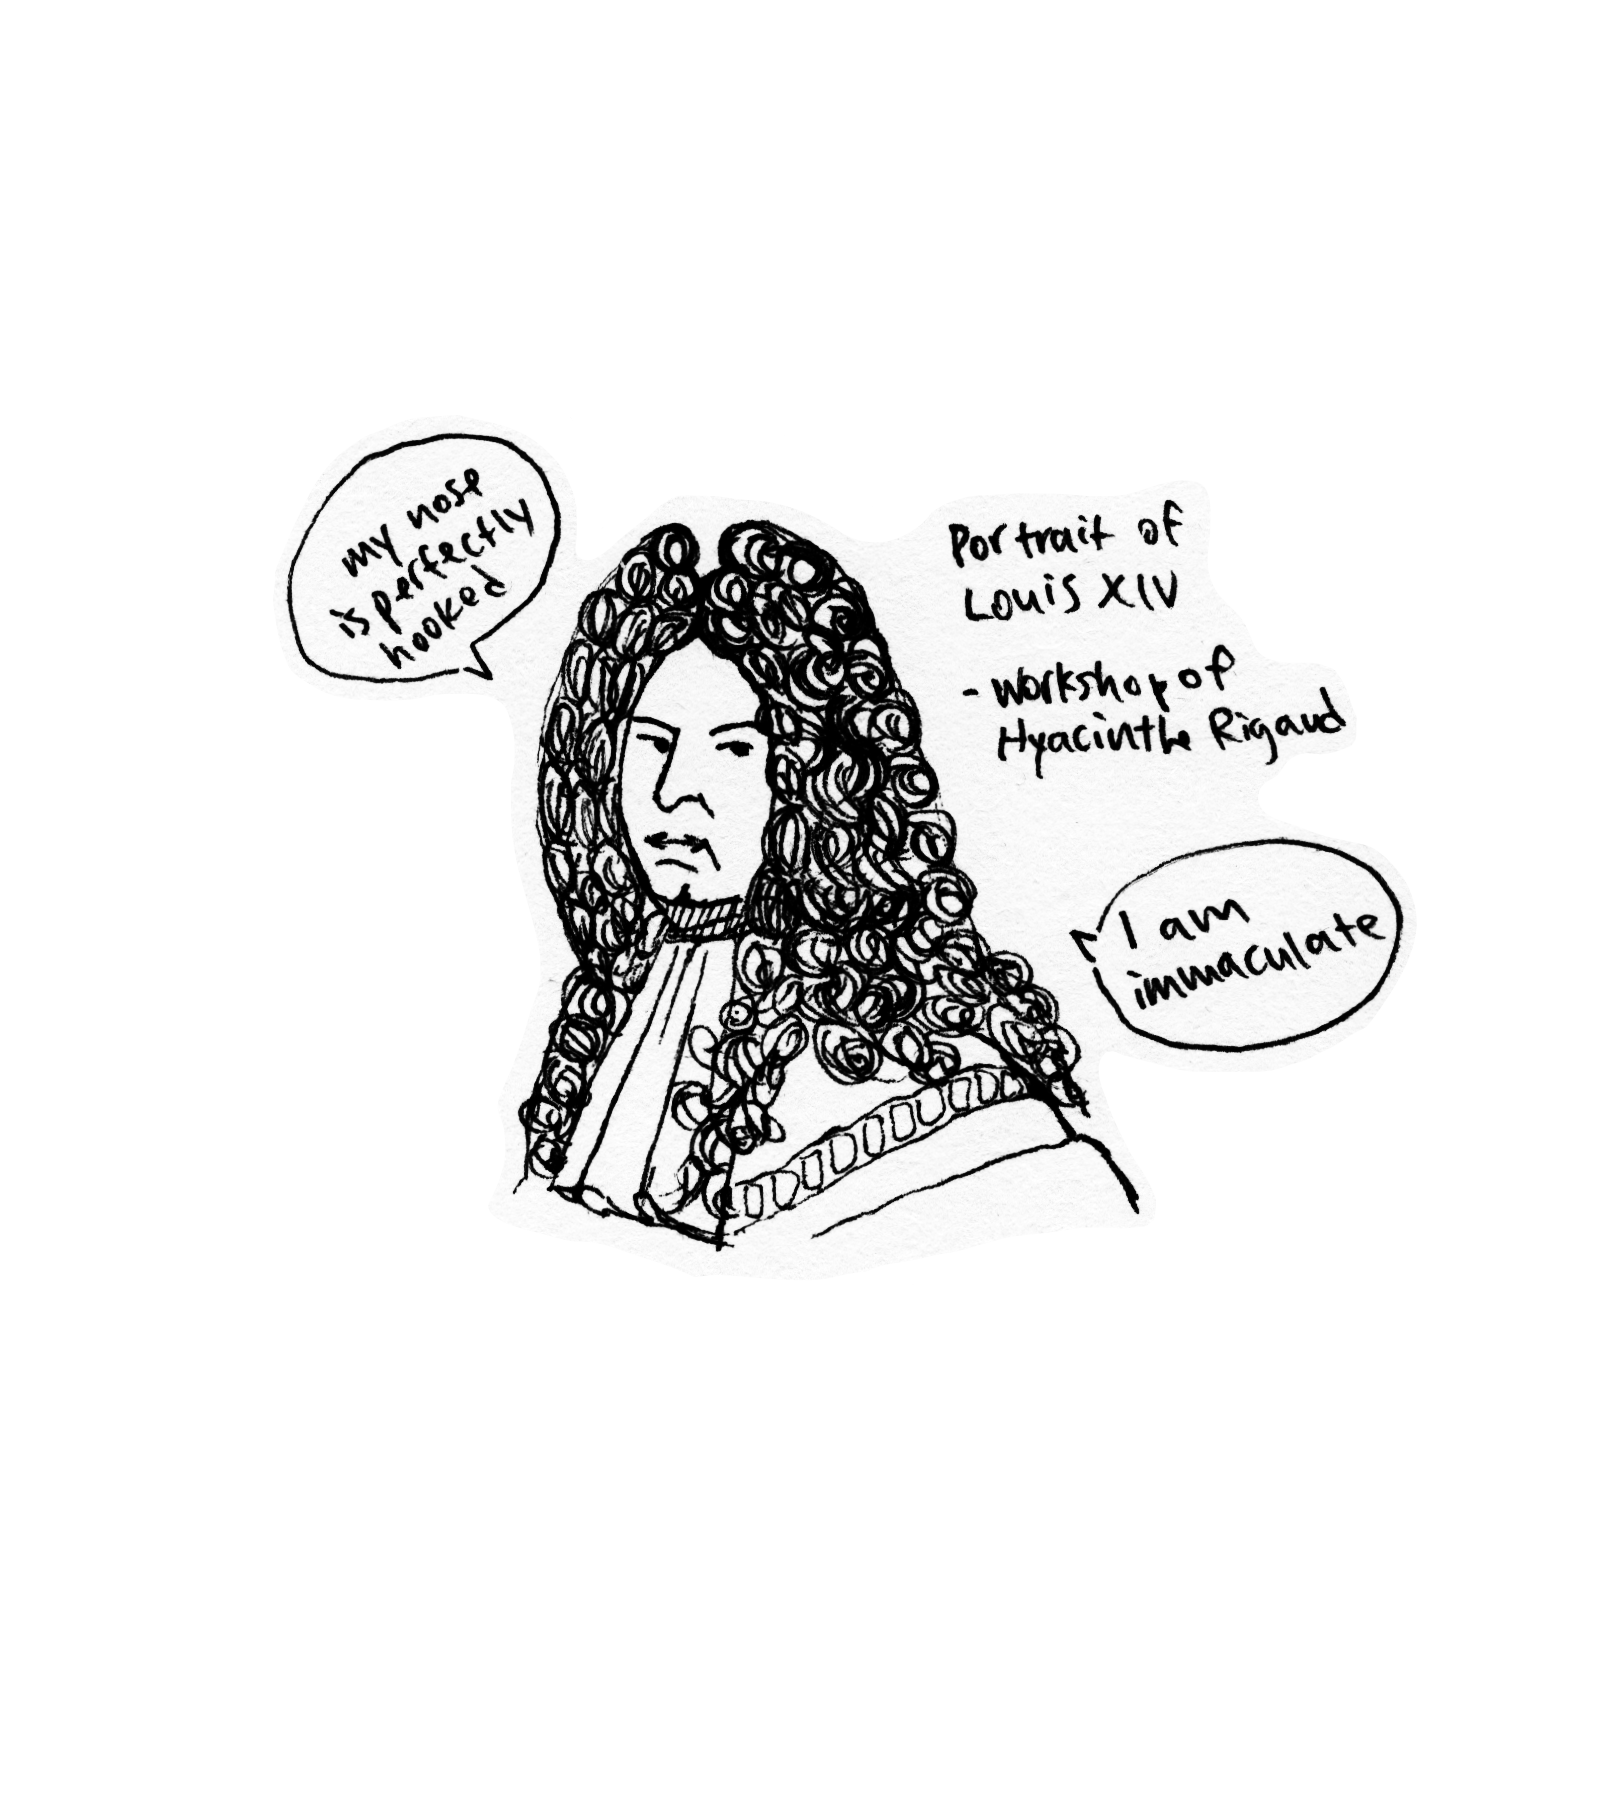 my nose
is perfectly
hooked
Portrait of
Louis XIV
- Workshop of
Hyacinthe Rigaud
I am
immaculate